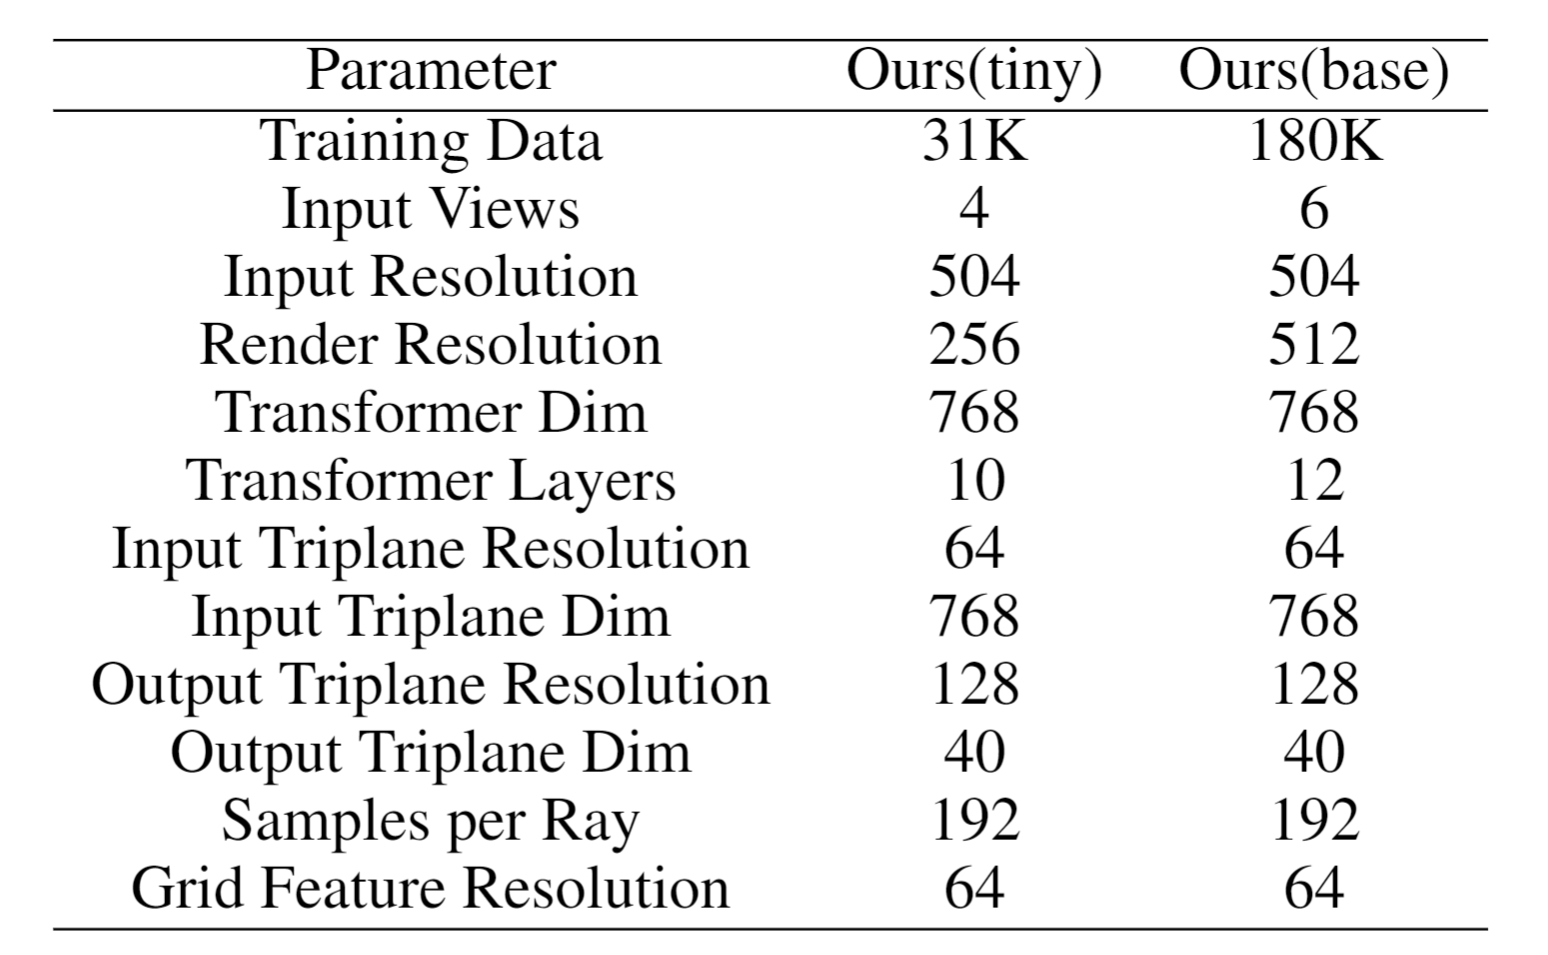 Parameter Ours(tiny) Ours(base)
Training Data 31K 180K
Input Views 4 6
Input Resolution 504 504
Render Resolution 256 512
Transformer Dim 768 768
Transformer Layers 10 12
Input Triplane Resolution 64 64
Input Triplane Dim 768 768
Output Triplane Resolution 128 128
Output Triplane Dim 40 40
Samples per Ray 192 192
Grid Feature Resolution 64 64